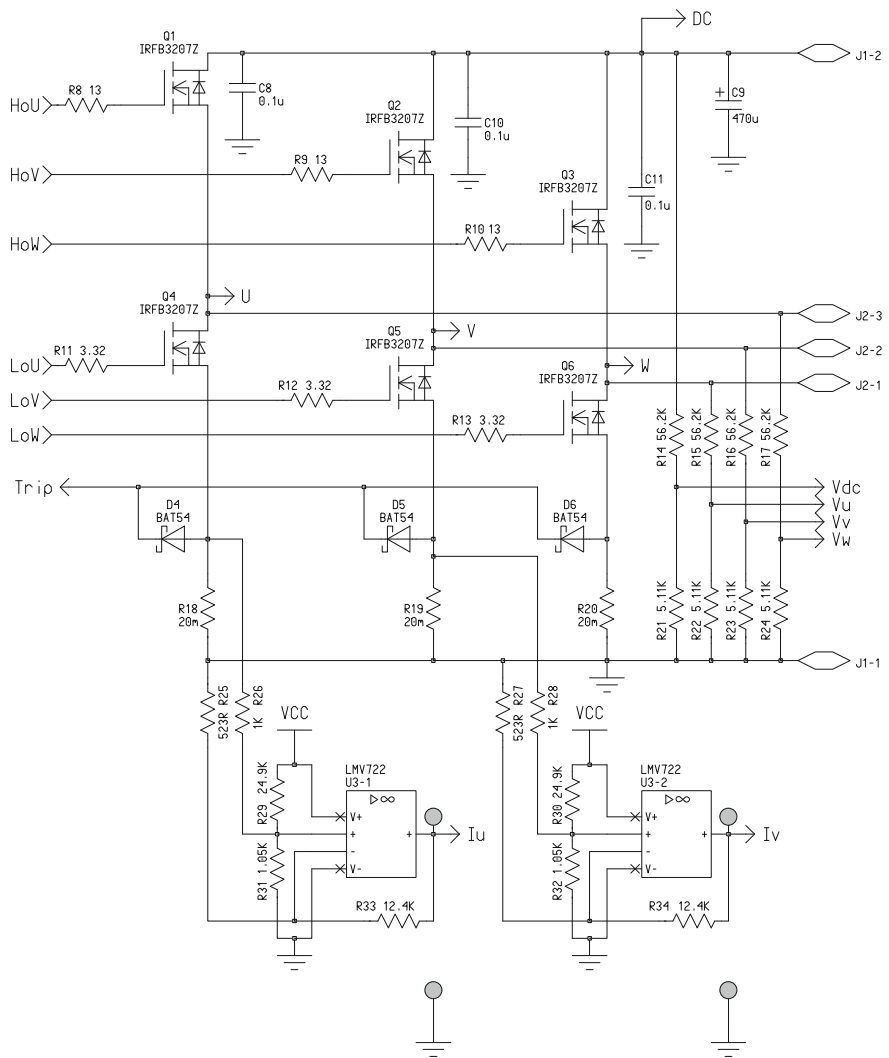 DC
J1-2
Q1
IRFB3207Z
C8
0.1u
R8 13
HoU
Q2
IRFB3207Z
C10
0.1u
+ C9
470u
R9 13
HoV
Q3
IRFB3207Z
C11
0.1u
R10 13
HoW
Q4
IRFB3207Z
U
J2-3
R11 3.32
LoU
Q5
IRFB3207Z
V
J2-2
R12 3.32
LoV
Q6
IRFB3207Z
W
J2-1
R13 3.32
LoW
R14 56.2K
R15 56.2K
R16 56.2K
R17 56.2K
Trip
D4
BAT54
D5
BAT54
D6
BAT54
Vdc
Vu
Vv
Vw
R18
20m
R19
20m
R20
20m
R21 5.11K
R22 5.11K
R23 5.11K
R24 5.11K
J1-1
523R R25
1K R26
523R R27
1K R28
VCC
VCC
R29 24.9K
LMV722
U3-1
▷∞
V+
+
-
V-
+
Iu
R31 1.05K
R33 12.4K
R30 24.9K
LMV722
U3-2
▷∞
V+
+
-
V-
+
Iv
R32 1.05K
R34 12.4K